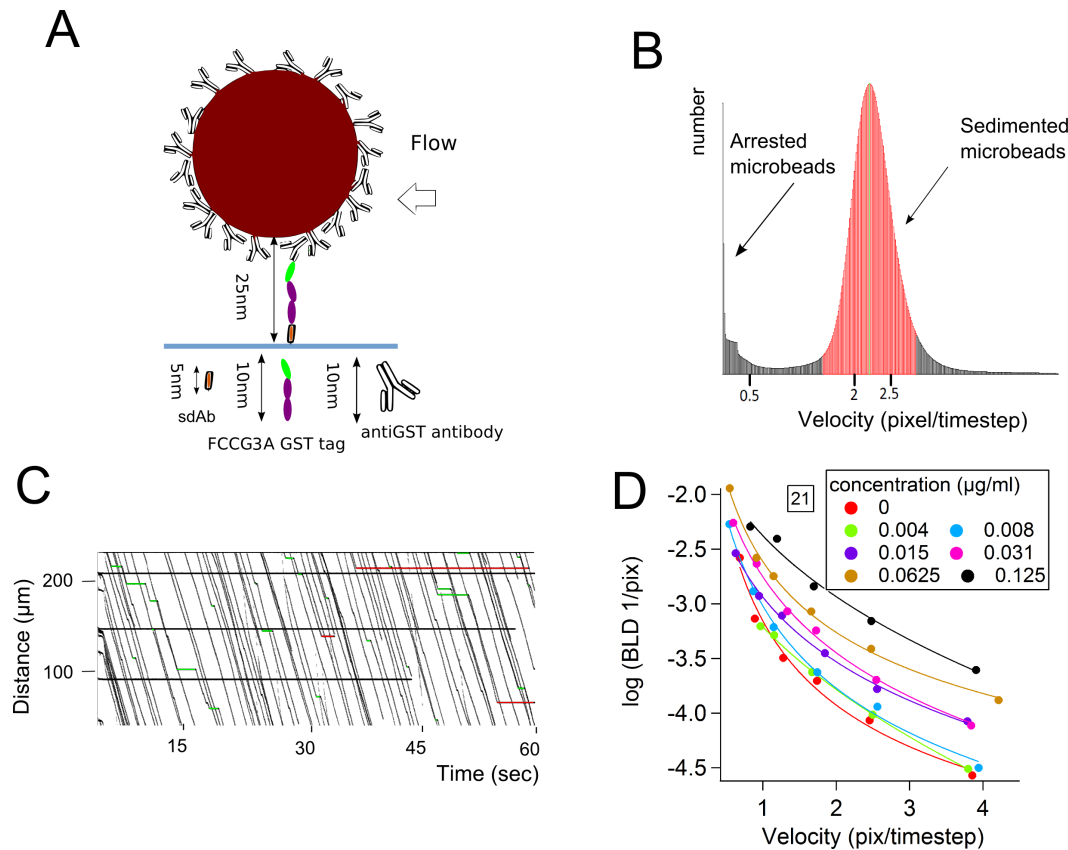 A
Flow
25nm
5nm
sdAb
10nm
FCCG3A GST tag
10nm
antiGST antibody
B
number
Arrested
microbeads
Sedimented
microbeads
0.5
2
2.5
Velocity (pixel/timestep)
C
Distance (µm)
200
100
15
30
45
60
Time (sec)
D
log (BLD 1/pix)
-2.0
-2.5
-3.0
-3.5
-4.0
-4.5
21
concentration (µg/ml)
0
0.004
0.008
0.015
0.031
0.0625
0.125
1
2
3
4
Velocity (pix/timestep)